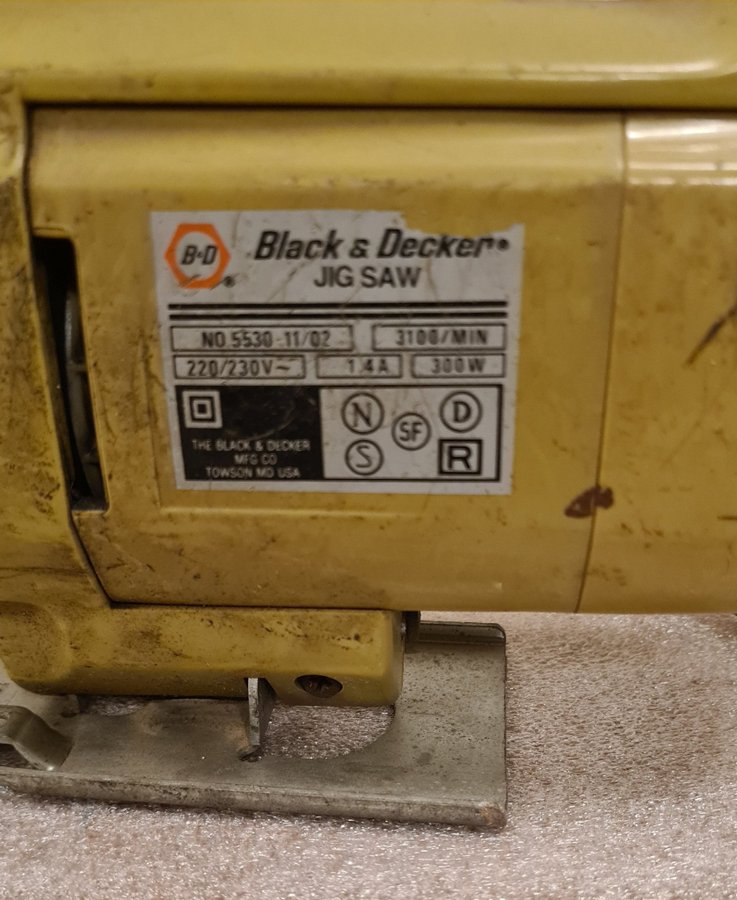 B&D ® Black & Decker®
JIG SAW
NO.5530-11/02 3100/MIN
220/230V~ 1.4A 300W
N D
SF
S R
THE BLACK & DECKER
MFG CO
TOWSON MD USA